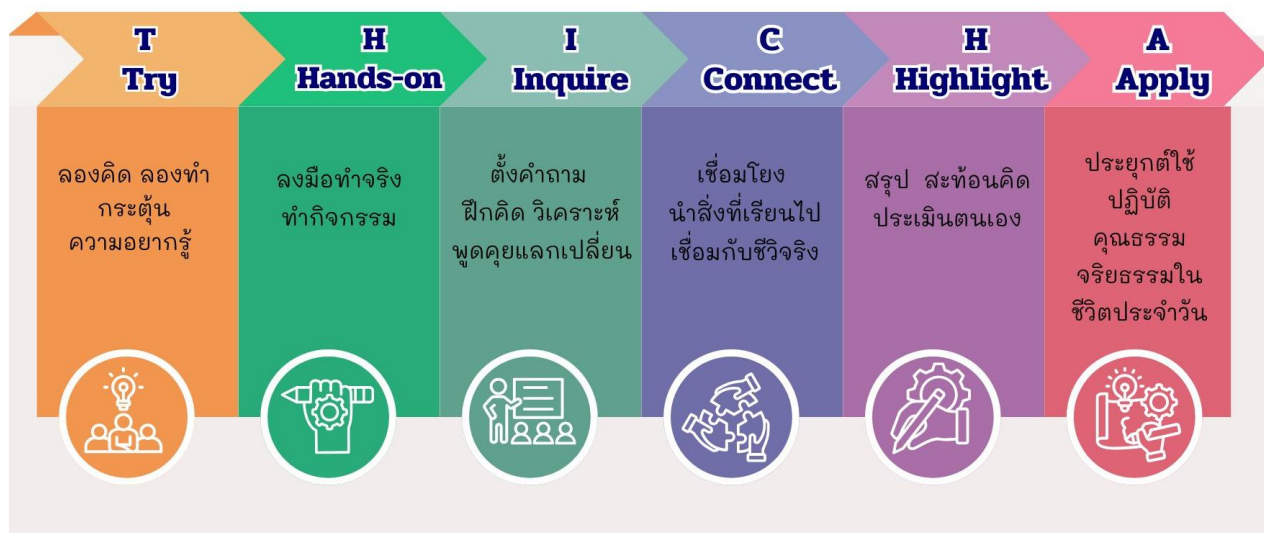 T
Try
H
Hands-on
I
Inquire
C
Connect
H
Highlight
A
Apply
ลองคิด ลองทำ
กระตุ้น
ความอยากรู้
ลงมือทำจริง
ทำกิจกรรม
ตั้งคำถาม
ฝึกคิด วิเคราะห์
พูดคุยแลกเปลี่ยน
เชื่อมโยง
นำสิ่งที่เรียนไป
เชื่อมกับชีวิจริง
สรุป สะท้อนคิด
ประเมินตนเอง
ประยุกต์ใช้
ปฏิบัติ
คุณธรรม
จริยธรรมใน
ชีวิตประจำวัน